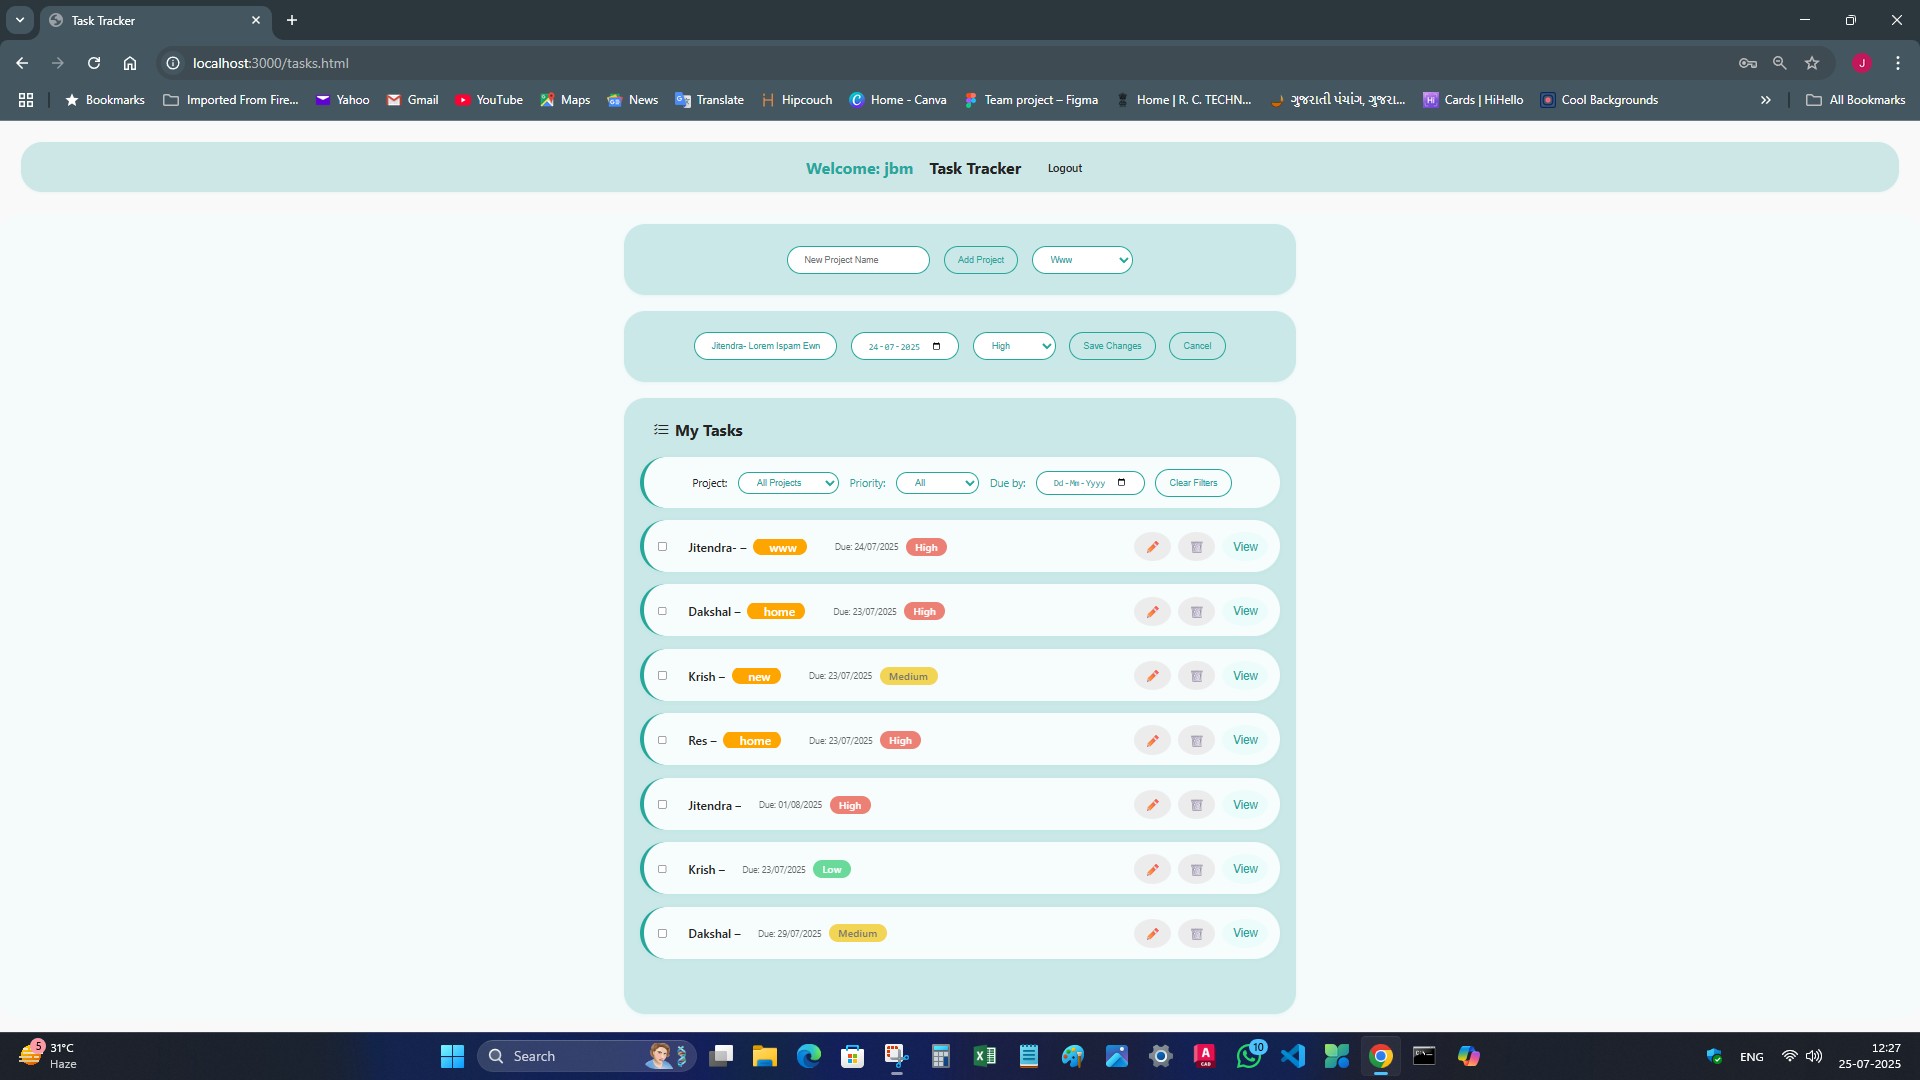 Task Tracker
localhost:3000/tasks.html
J
Bookmarks Imported From Fire... Yahoo Gmail YouTube Maps News Translate Hipcouch Home - Canva Team project – Figma Home | R. C. TECHN... ગુજરાતી પંચાંગ, ગુજરા... Cards | HiHello Cool Backgrounds » All Bookmarks
Welcome: jbm Task Tracker Logout
New Project Name Add Project Www
Jitendra- Lorem Ispam Ewn 24-07-2025 High Save Changes Cancel
My Tasks
Project: All Projects Priority: All Due by: Dd-Mm-Yyyy Clear Filters
Jitendra- – www Due: 24/07/2025 High View
Dakshal – home Due: 23/07/2025 High View
Krish – new Due: 23/07/2025 Medium View
Res – home Due: 23/07/2025 High View
Jitendra – Due: 01/08/2025 High View
Krish – Due: 23/07/2025 Low View
Dakshal – Due: 29/07/2025 Medium View
5 31°C
Haze
Search
10
ENG
12:27
25-07-2025